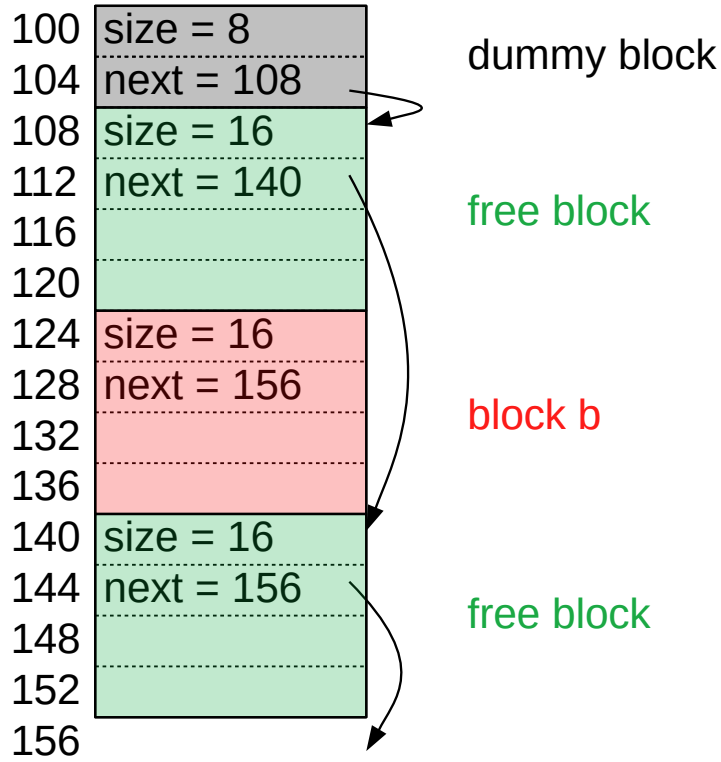 100 size = 8
dummy block
104 next = 108
108 size = 16
112 next = 140
free block
116
120
124 size = 16
128 next = 156
block b
132
136
140 size = 16
144 next = 156
free block
148
152
156